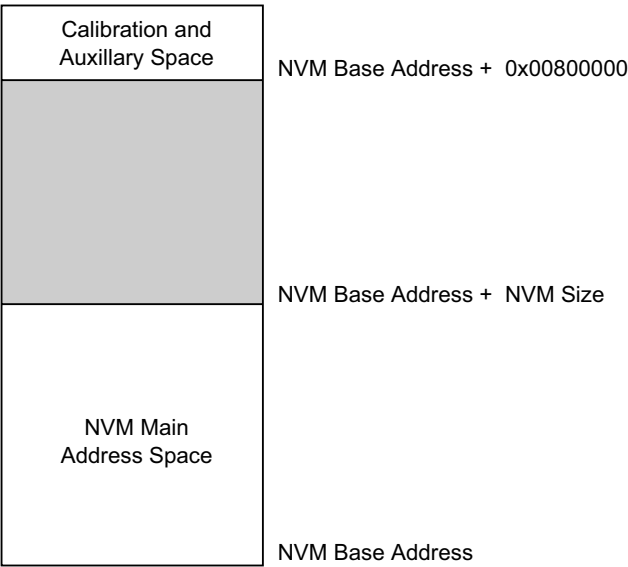 Calibration and
Auxillary Space
NVM Base Address + 0x00800000
NVM Base Address + NVM Size
NVM Main
Address Space
NVM Base Address